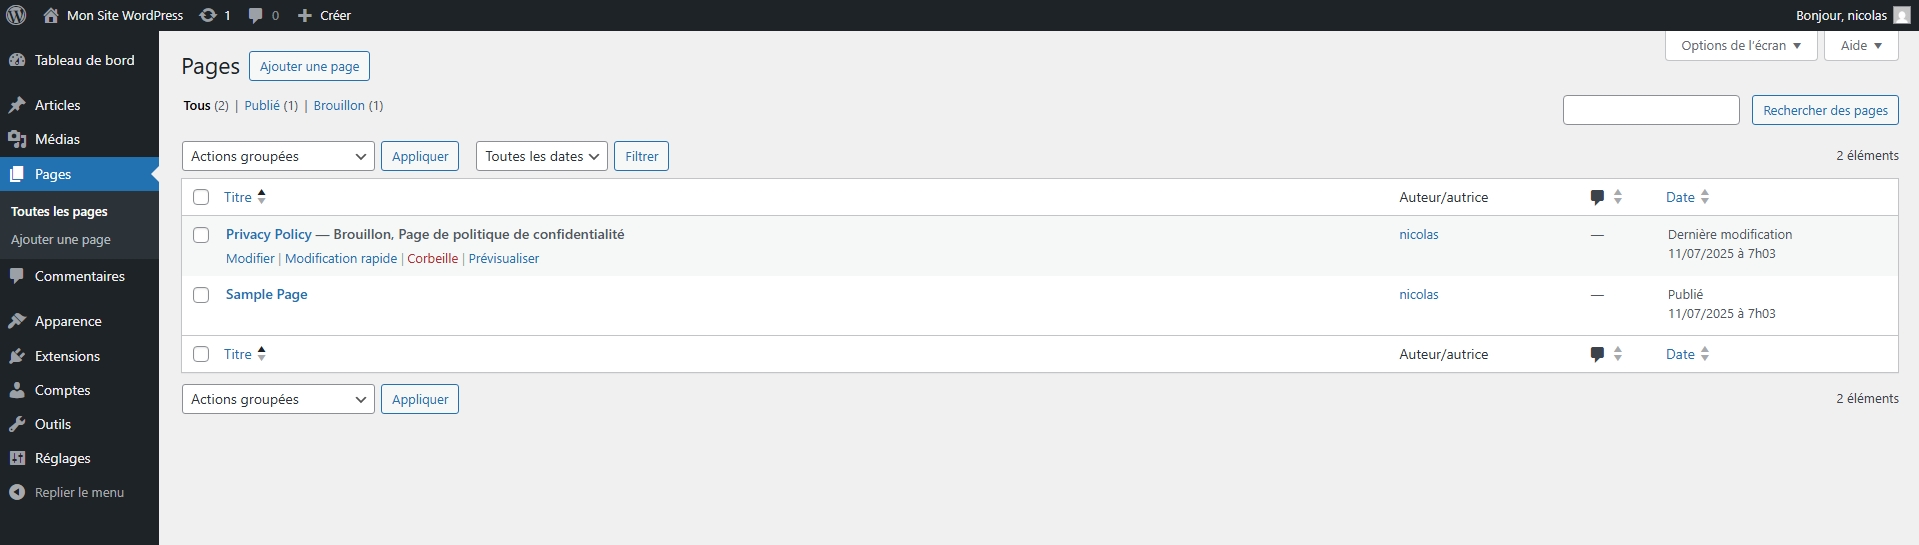 Mon Site WordPress 1 0 Créer Bonjour, nicolas
Options de l'écran Aide
Tableau de bord
Articles
Médias
Pages
Toutes les pages
Ajouter une page
Commentaires
Apparence
Extensions
Comptes
Outils
Réglages
Replier le menu
Pages Ajouter une page
Tous (2) | Publié (1) | Brouillon (1)
Rechercher des pages
Actions groupées Appliquer Toutes les dates Filtrer 2 éléments
Titre Auteur/autrice Date
Privacy Policy — Brouillon, Page de politique de confidentialité nicolas — Dernière modification
Modifier | Modification rapide | Corbeille | Prévisualiser 11/07/2025 à 7h03
Sample Page nicolas — Publié
11/07/2025 à 7h03
Titre Auteur/autrice Date
Actions groupées Appliquer 2 éléments